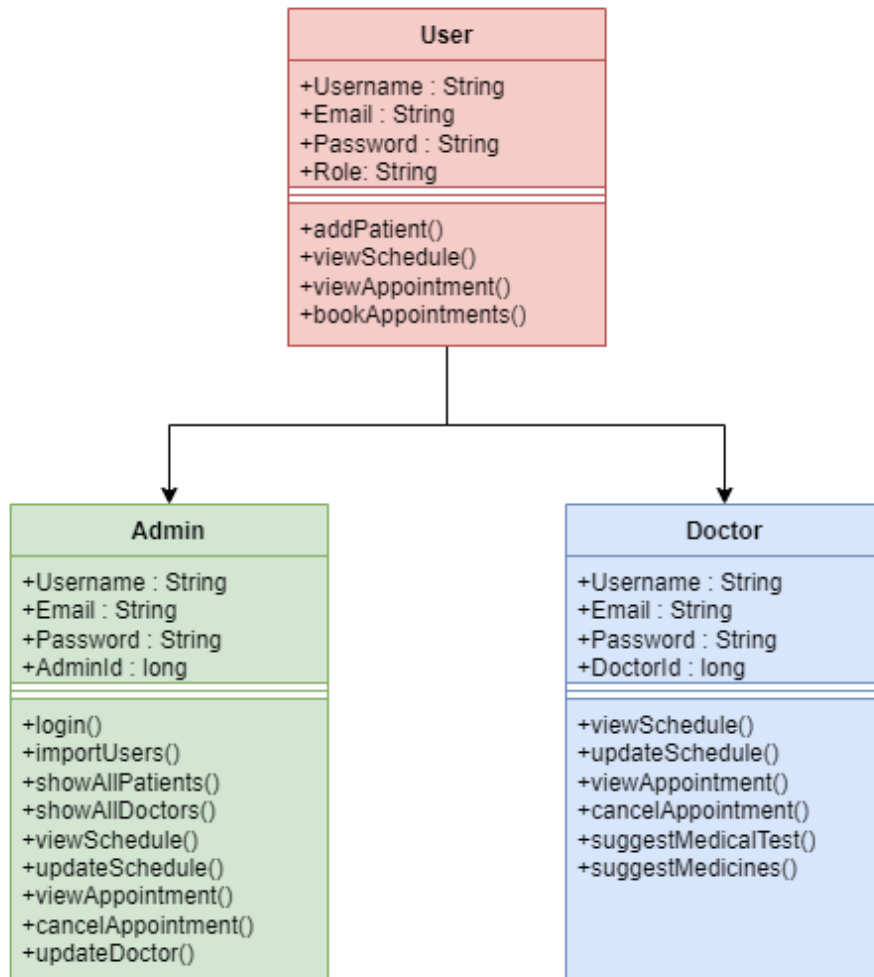 User
+Username : String
+Email : String
+Password : String
+Role: String
+addPatient()
+viewSchedule()
+viewAppointment()
+bookAppointments()
Admin
+Username : String
+Email : String
+Password : String
+AdminId : long
+login()
+importUsers()
+showAllPatients()
+showAllDoctors()
+viewSchedule()
+updateSchedule()
+viewAppointment()
+cancelAppointment()
+updateDoctor()
Doctor
+Username : String
+Email : String
+Password : String
+DoctorId : long
+viewSchedule()
+updateSchedule()
+viewAppointment()
+cancelAppointment()
+suggestMedicalTest()
+suggestMedicines()